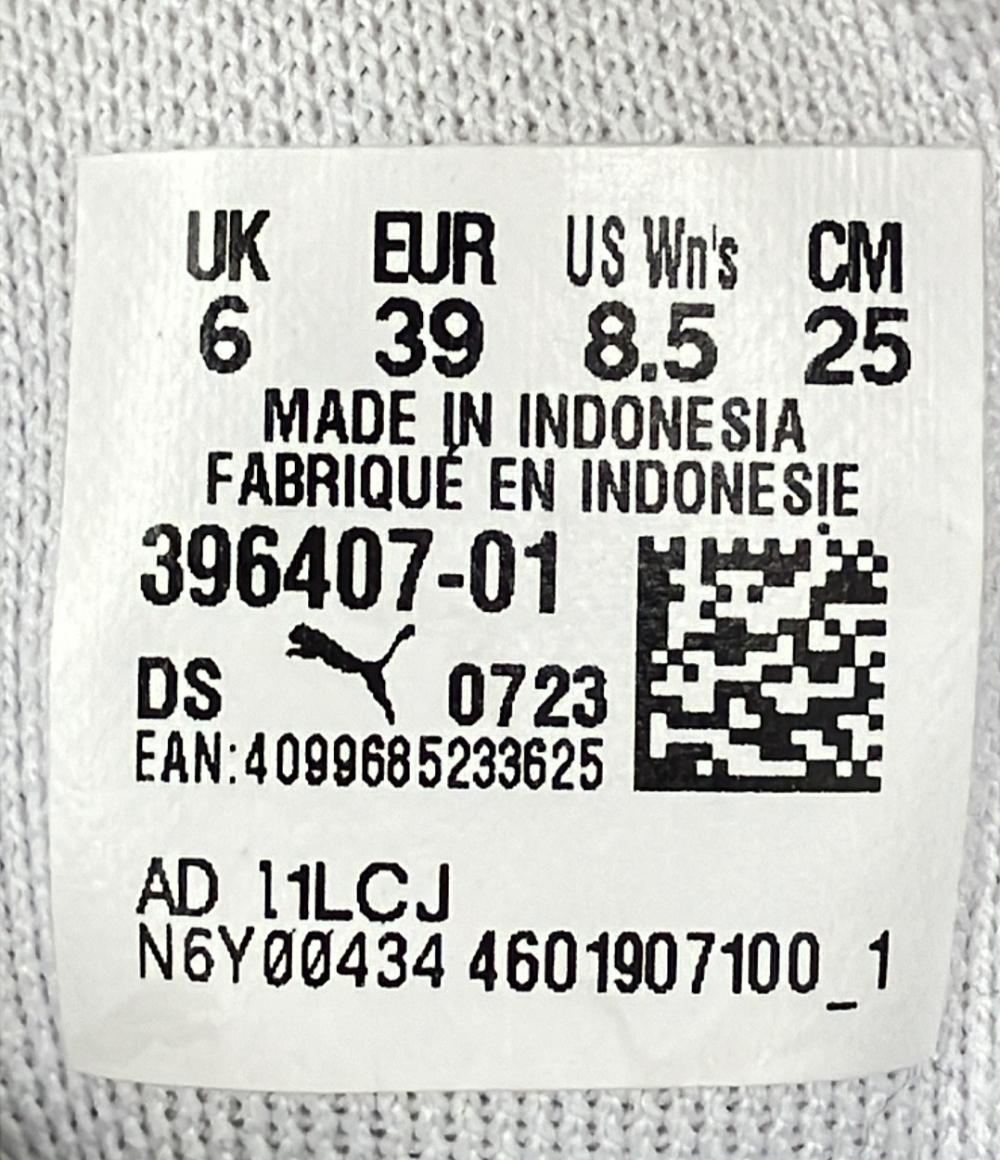 UK EUR US Wn's CM
6 39 8.5 25
MADE IN INDONESIA
FABRIQUÉ EN INDONESIE
396407-01
DS 0723
EAN:4099685233625
AD 11LCJ
N6Y00434 4601907100_1